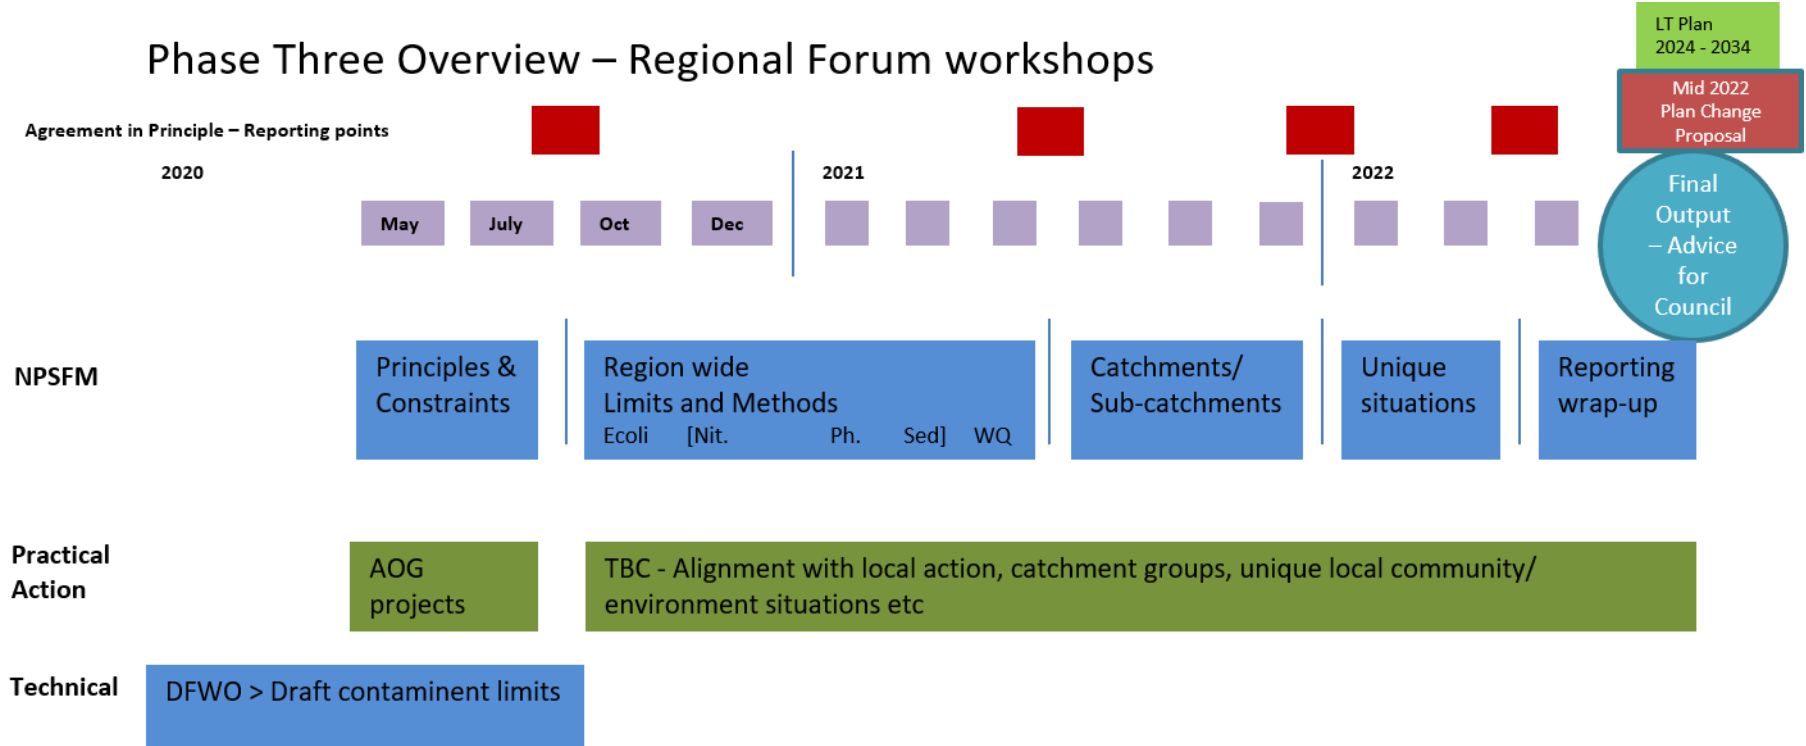 LT Plan
2024 - 2034
Phase Three Overview – Regional Forum workshops
Mid 2022
Plan Change
Proposal
Agreement in Principle – Reporting points
2020
2021
2022
Final
Output
– Advice
for
Council
May
July
Oct
Dec
NPSFM
Principles &
Constraints
Region wide
Limits and Methods
Ecoli [Nit. Ph. Sed] WQ
Catchments/
Sub-catchments
Unique
situations
Reporting
wrap-up
Practical
Action
AOG
projects
TBC - Alignment with local action, catchment groups, unique local community/
environment situations etc
Technical
DFWO > Draft contaminent limits